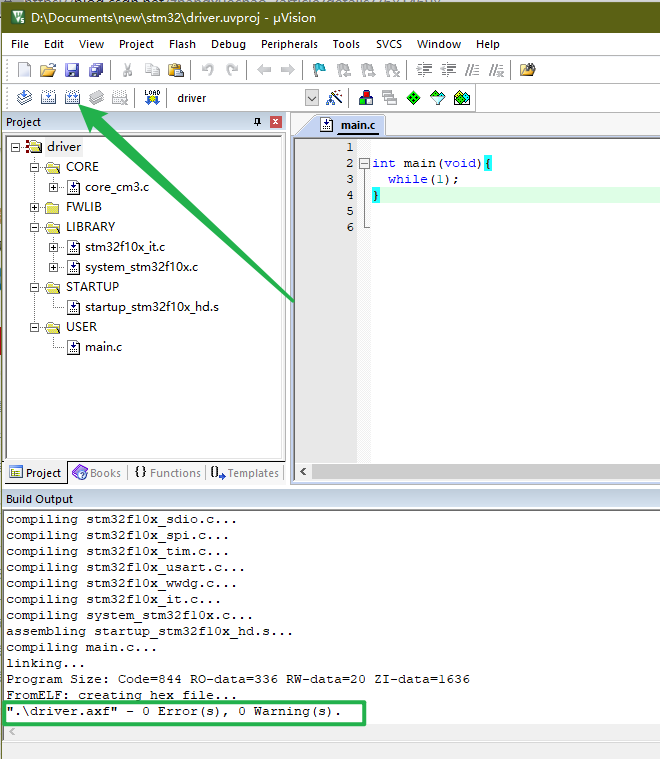 D:\Documents\new\stm32\driver.uvproj - µVision
File Edit View Project Flash Debug Peripherals Tools SVCS Window Help
LOAD
driver
Project
main.c
driver
CORE
core_cm3.c
FWLIB
LIBRARY
stm32f10x_it.c
system_stm32f10x.c
STARTUP
startup_stm32f10x_hd.s
USER
main.c
1
2 int main(void){
3 while(1);
4 }
5
6
Project Books {} Functions 0 Templates
Build Output
compiling stm32f10x_sdio.c...
compiling stm32f10x_spi.c...
compiling stm32f10x_tim.c...
compiling stm32f10x_usart.c...
compiling stm32f10x_wwdg.c...
compiling stm32f10x_it.c...
compiling system_stm32f10x.c...
assembling startup_stm32f10x_hd.s...
compiling main.c...
linking...
Program Size: Code=844 RO-data=336 RW-data=20 ZI-data=1636
FromELF: creating hex file...
".\driver.axf" - 0 Error(s), 0 Warning(s).